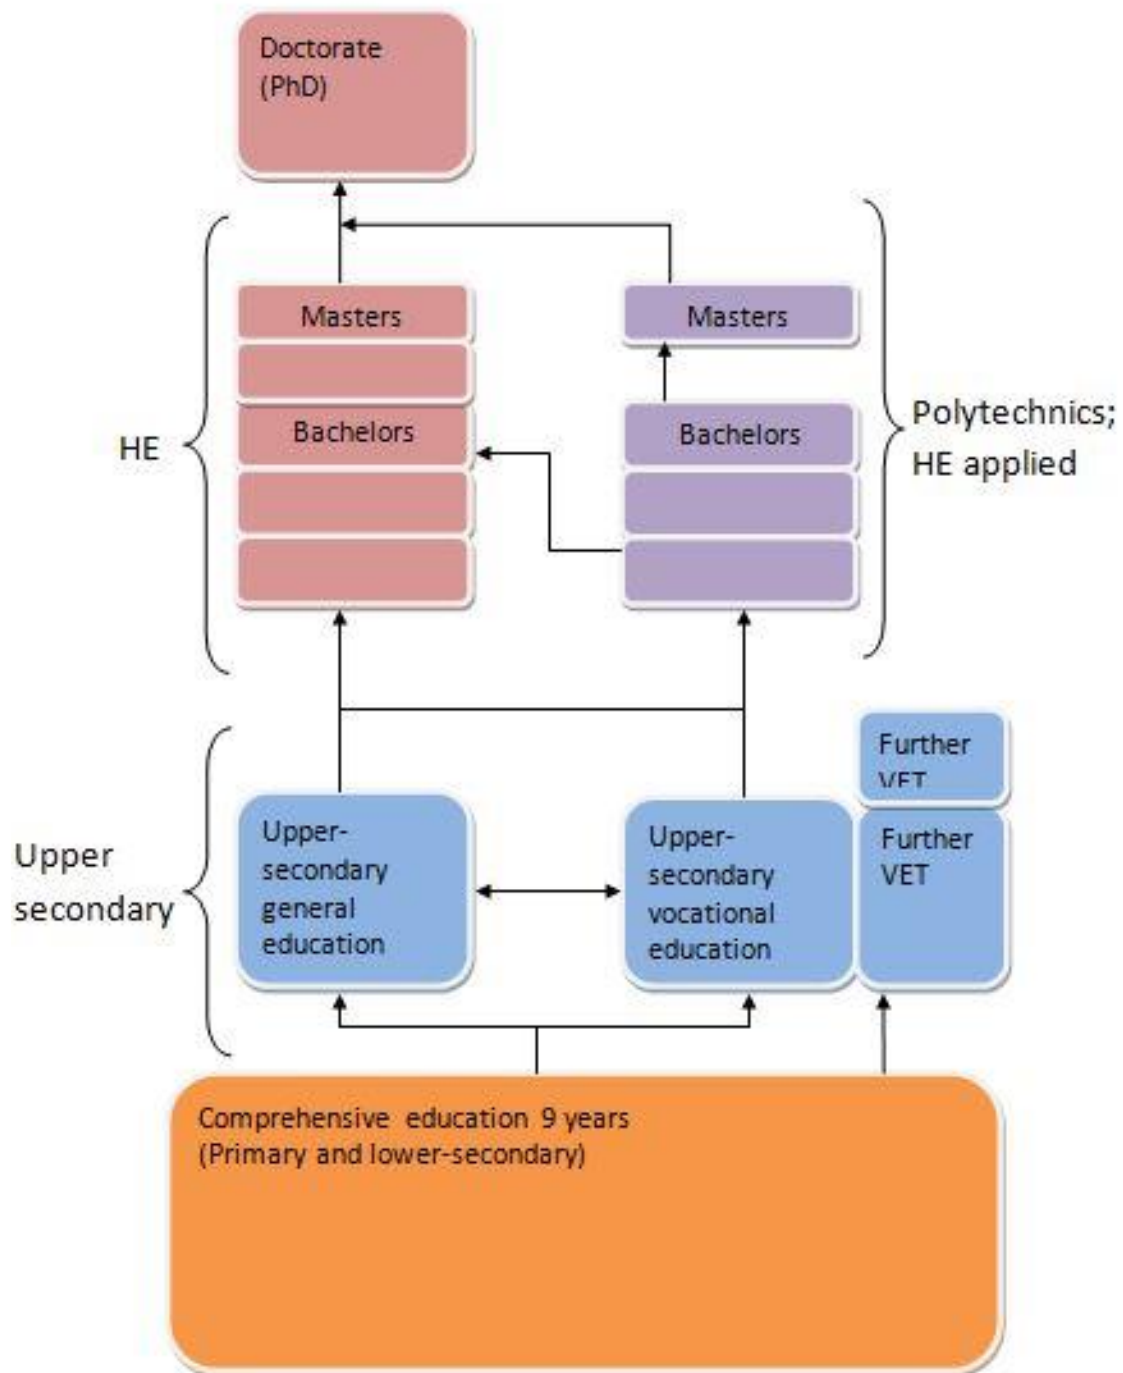 Doctorate
(PhD)
HE
Masters
Bachelors
Masters
Bachelors
Polytechnics;
HE applied
Upper
secondary
Upper-
secondary
general
education
Upper-
secondary
vocational
education
Further
VET
Further
VET
Comprehensive education 9 years
(Primary and lower-secondary)